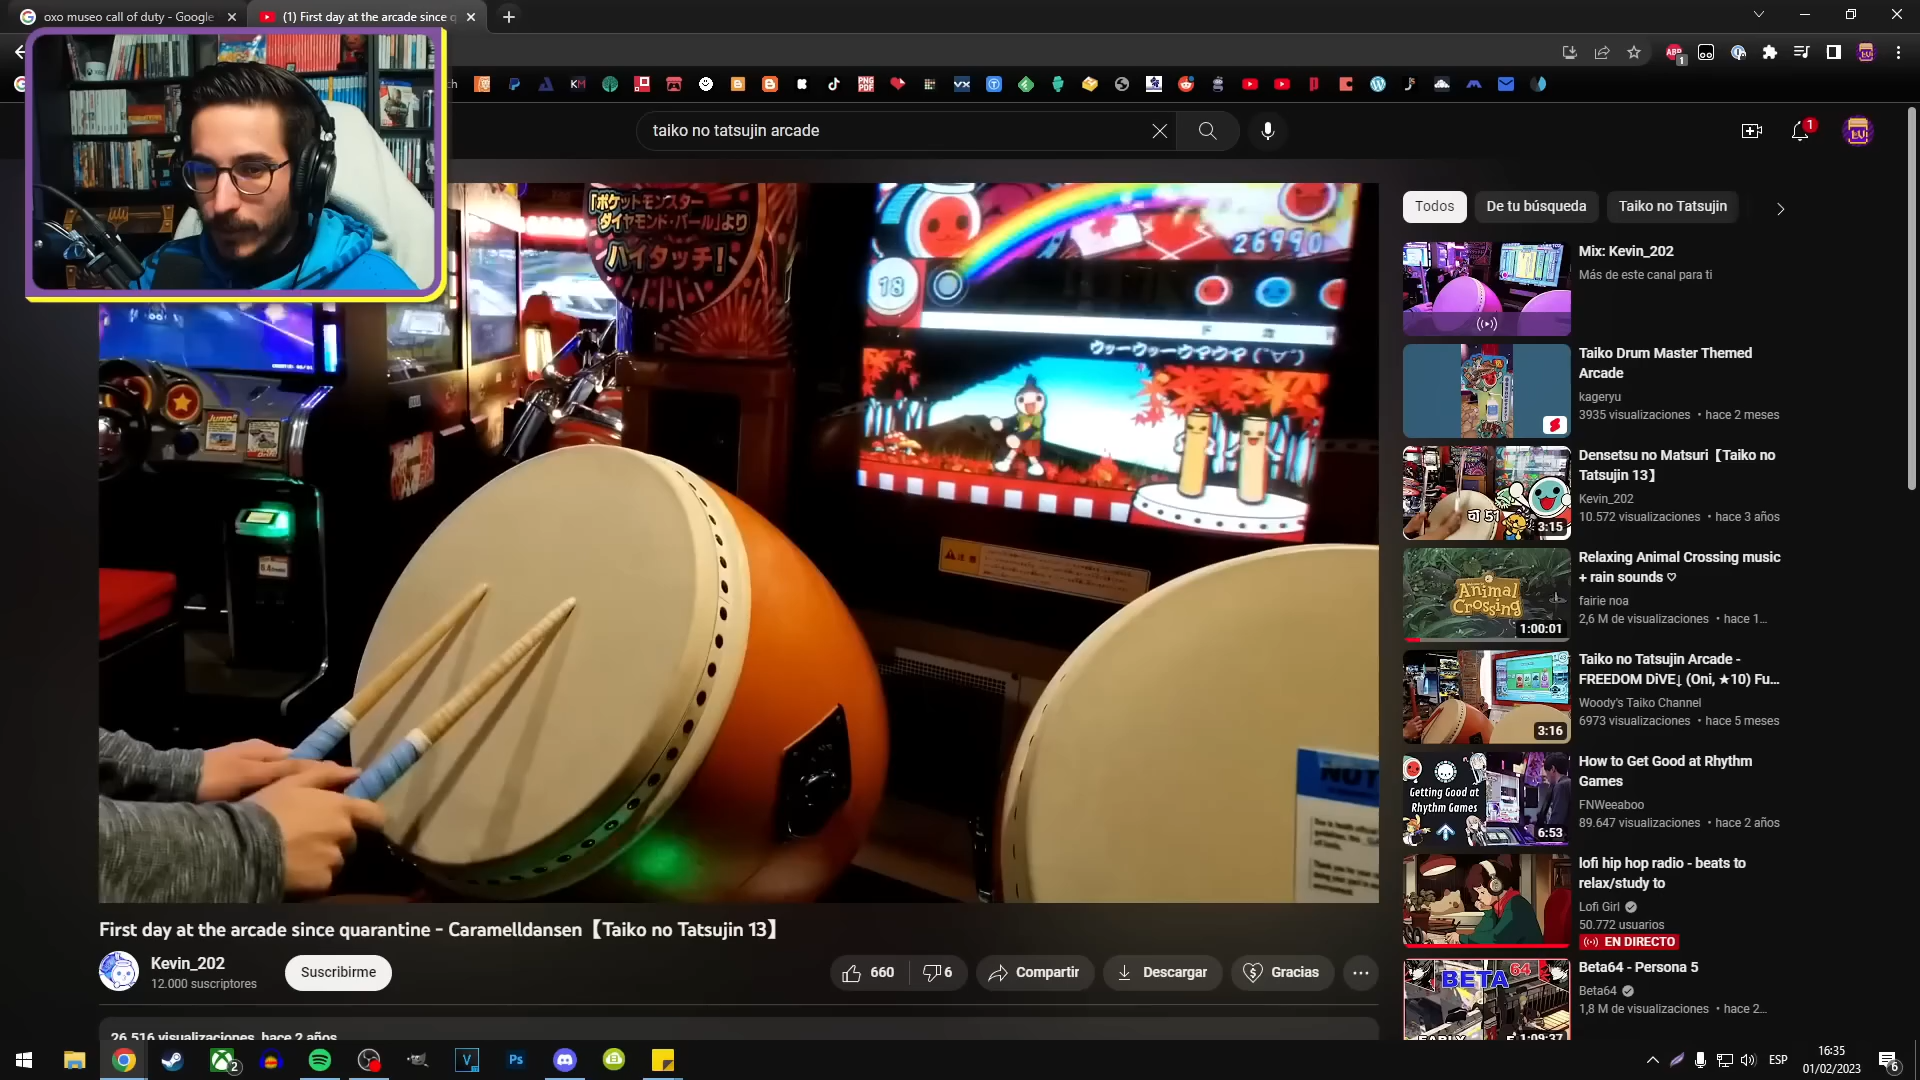 oxo museo call of duty - Google
(1) First day at the arcade since q
ABP
1
taiko no tatsujin arcade
1
「ポケットモンスター
ダイヤモンド・パール」より
ハイタッチ!
26990
18
ウッーウッーウマウマ(ﾟ∀ﾟ)
First day at the arcade since quarantine - Caramelldansen【Taiko no Tatsujin 13】
Kevin_202
12.000 suscriptores
Suscribirme
660
6
Compartir
Descargar
Gracias
26.516 visualizaciones hace 2 años
Todos
De tu búsqueda
Taiko no Tatsujin
Mix: Kevin_202
Más de este canal para ti
Taiko Drum Master Themed
Arcade
kageryu
3935 visualizaciones • hace 2 meses
3:15
Densetsu no Matsuri【Taiko no
Tatsujin 13】
Kevin_202
10.572 visualizaciones • hace 3 años
Animal
Crossing
1:00:01
Relaxing Animal Crossing music
+ rain sounds ♡
fairie noa
2,6 M de visualizaciones • hace 1...
3:16
Taiko no Tatsujin Arcade -
FREEDOM DiVE↓ (Oni, ★10) Fu...
Woody's Taiko Channel
6973 visualizaciones • hace 5 meses
Getting Good at
Rhythm Games
6:53
How to Get Good at Rhythm
Games
FNWeeaboo
89.647 visualizaciones • hace 2 años
lofi hip hop radio - beats to
relax/study to
Lofi Girl
50.772 usuarios
EN DIRECTO
BETA 64
1:09:37
Beta64 - Persona 5
Beta64
1,8 M de visualizaciones • hace 2...
2
Ps
ESP
16:35
01/02/2023
6